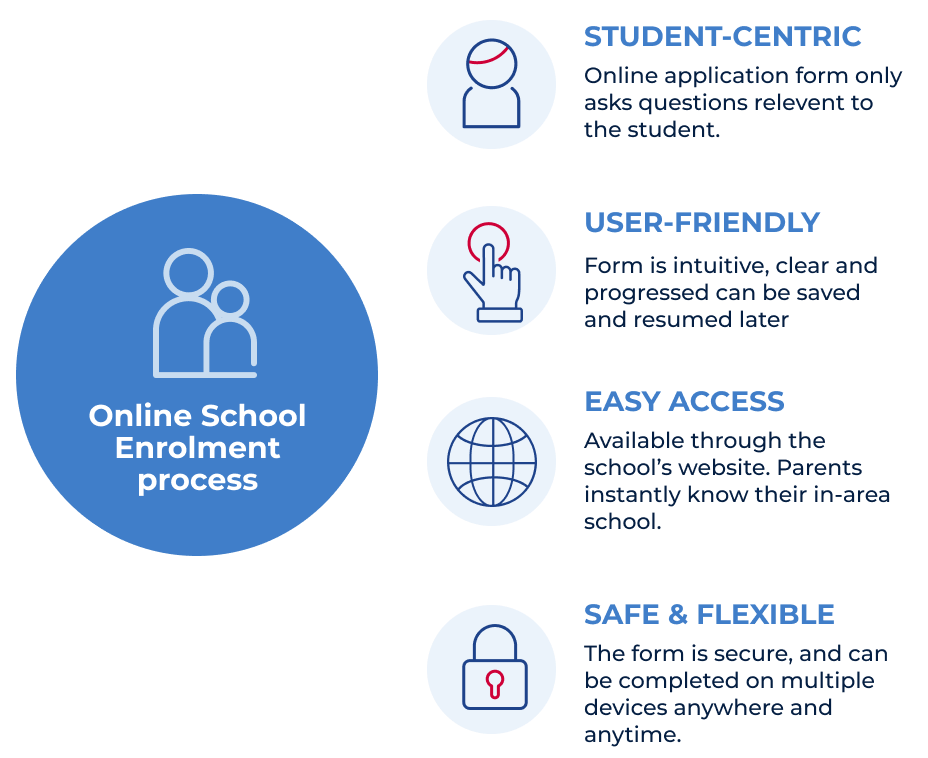 Online School
Enrolment
process
STUDENT-CENTRIC
Online application form only
asks questions relevent to
the student.
USER-FRIENDLY
Form is intuitive, clear and
progressed can be saved
and resumed later
EASY ACCESS
Available through the
school’s website. Parents
instantly know their in-area
school.
SAFE & FLEXIBLE
The form is secure, and can
be completed on multiple
devices anywhere and
anytime.